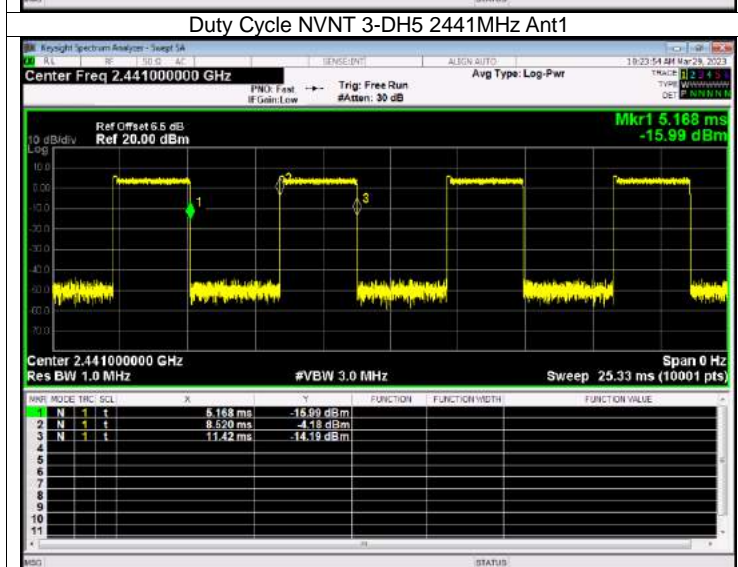 MSG STATUS
Duty Cycle NVNT 3-DH5 2441MHz Ant1
Keysight Spectrum Analyzer - Swept SA
RL RF 50 Ω AC SENSE:INT ALIGN AUTO 10:23:54 AM Mar 29, 2023
Center Freq 2.441000000 GHz Avg Type: Log-Pwr TRACE 1 2 3 4 5 6
PNO: Fast Trig: Free Run TYPE WWWWWW
IFGain:Low #Atten: 30 dB DET P NNNNN
Ref Offset 6.5 dB Mkr1 5.168 ms
10 dB/div Ref 20.00 dBm -15.99 dBm
Log
10.0
0.00
-10.0
-20.0
-30.0
-40.0
-50.0
-60.0
-70.0
1
2
3
Center 2.441000000 GHz Span 0 Hz
Res BW 1.0 MHz #VBW 3.0 MHz Sweep 25.33 ms (10001 pts)
MKR MODE TRC SCL X Y FUNCTION FUNCTION WIDTH FUNCTION VALUE
1 N 1 t 5.168 ms -15.99 dBm
2 N 1 t 8.520 ms -4.18 dBm
3 N 1 t 11.42 ms -14.19 dBm
4
5
6
7
8
9
10
11
MSG STATUS